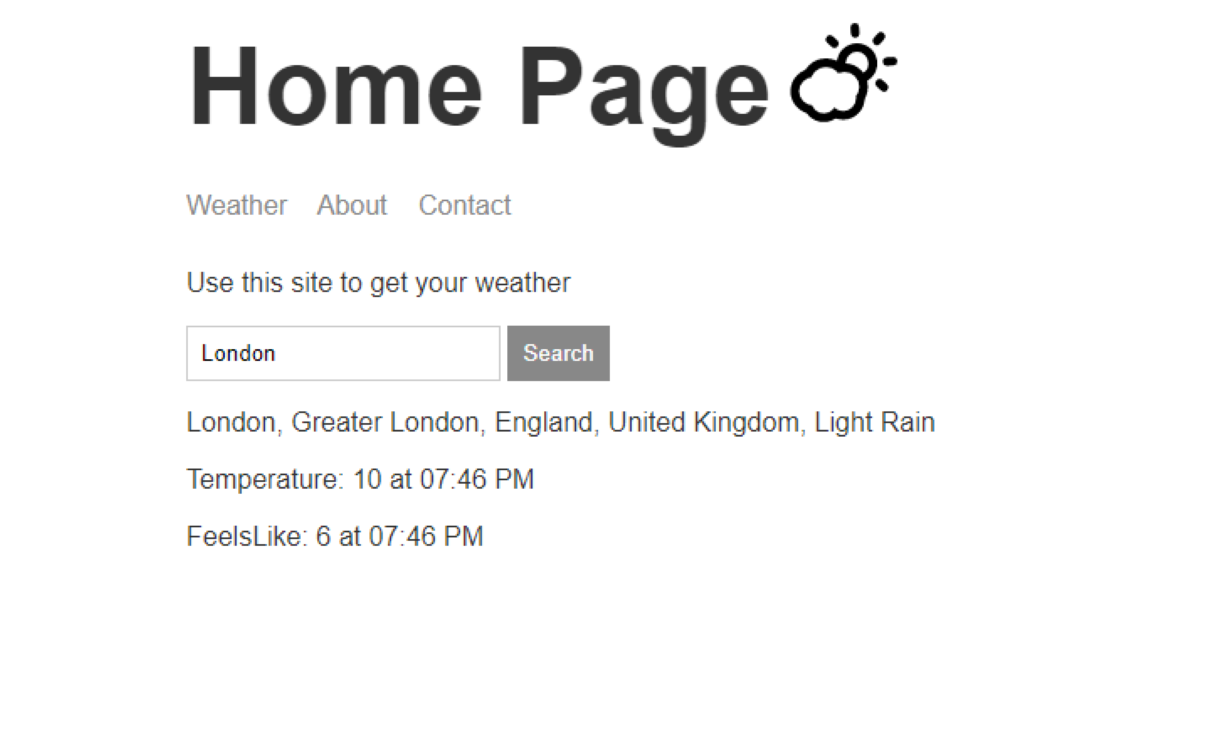 Home Page
Weather About Contact
Use this site to get your weather
London Search
London, Greater London, England, United Kingdom, Light Rain
Temperature: 10 at 07:46 PM
FeelsLike: 6 at 07:46 PM